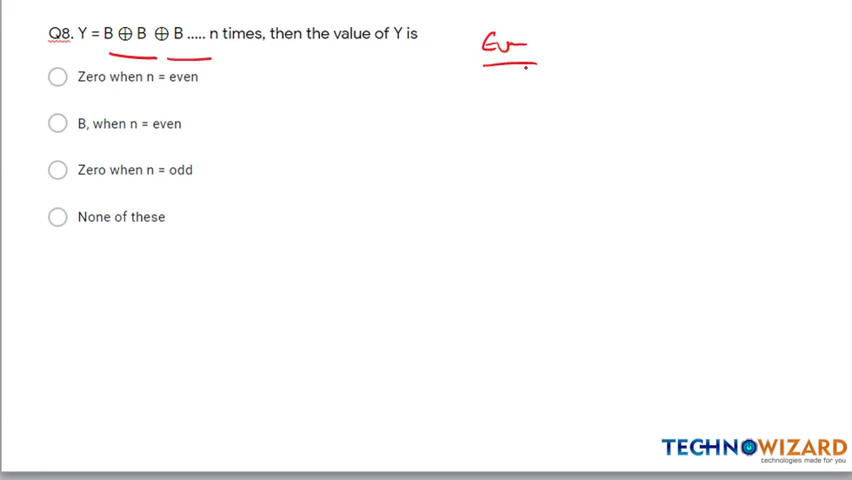 Q8. Y = B ⊕ B ⊕ B ..... n times, then the value of Y is
Even
Zero when n = even
B, when n = even
Zero when n = odd
None of these
TECHNOWIZARD
technologies made for you